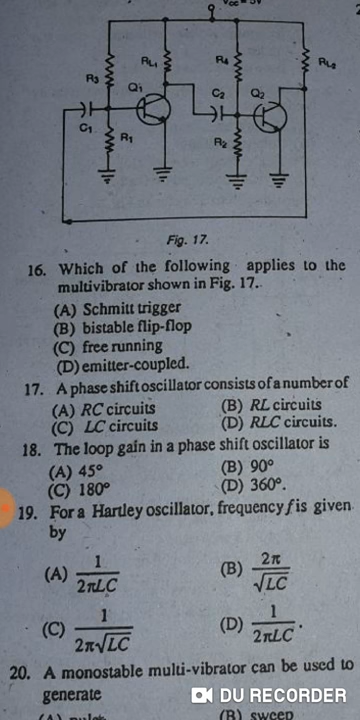 Vcc = 5V
2
R3
RL1
R4
RL2
Q1
C2
Q2
C1
R1
R2
Fig. 17.
16. Which of the following applies to the
multivibrator shown in Fig. 17.
(A) Schmitt trigger
(B) bistable flip-flop
(C) free running
(D) emitter-coupled.
17. A phase shift oscillator consists of a number of
(A) RC circuits (B) RL circuits
(C) LC circuits (D) RLC circuits.
18. The loop gain in a phase shift oscillator is
(A) 45° (B) 90°
(C) 180° (D) 360°.
19. For a Hartley oscillator, frequency f is given
by
(A) 1/2πLC (B) 2π/√LC
(C) 1/2π√LC (D) 1/2πLC.
20. A monostable multi-vibrator can be used to
generate
DU RECORDER
(B) sweep